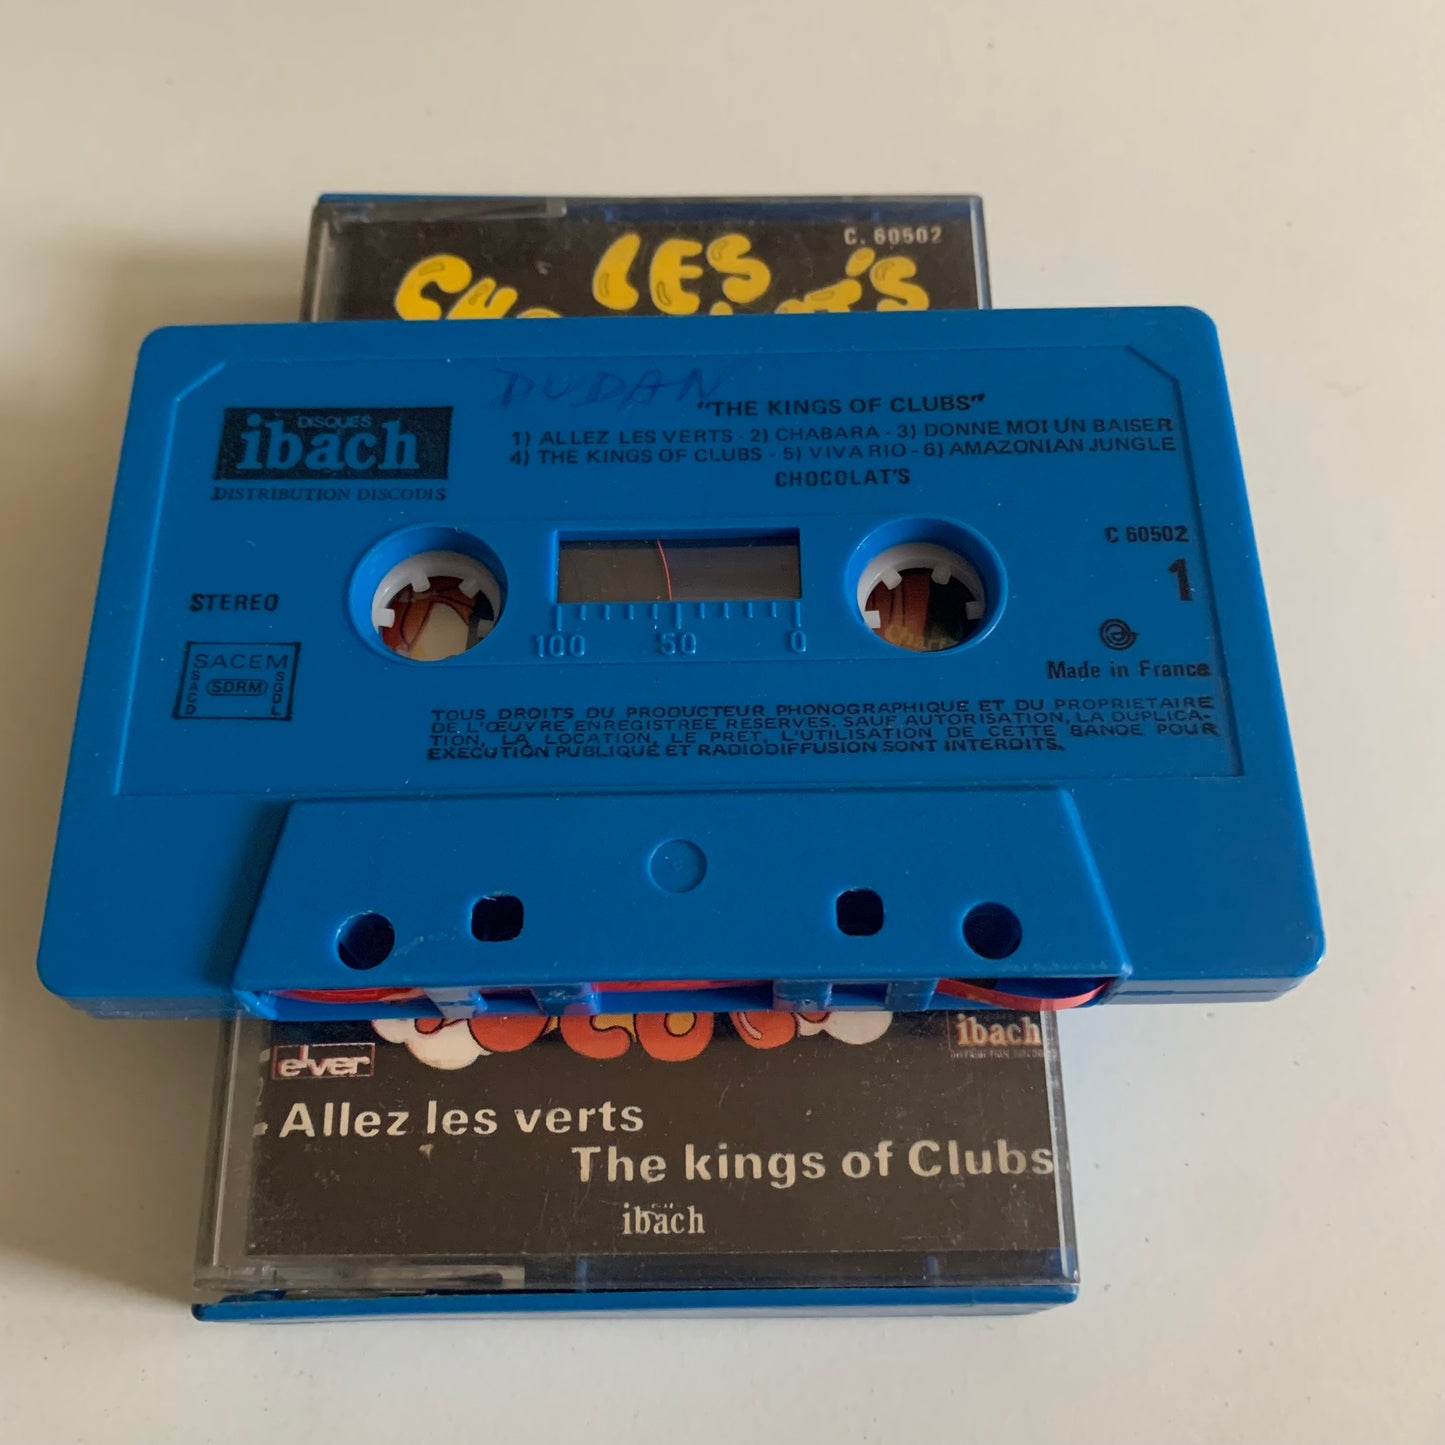 C. 60502
LES
DUDAN
"THE KINGS OF CLUBS"
1) ALLEZ LES VERTS - 2) CHABARA - 3) DONNE MOI UN BAISER
4) THE KINGS OF CLUBS - 5) VIVA RIO - 6) AMAZONIAN JUNGLE
CHOCOLAT'S
DISQUES
ibach
DISTRIBUTION DISCODIS
C 60502
1
STEREO
100 50 0
SACEM
SACD SDRM SGDL
Made in France
TOUS DROITS DU PRODUCTEUR PHONOGRAPHIQUE ET DU PROPRIETAIRE
DE L'ŒUVRE ENREGISTREE RESERVES. SAUF AUTORISATION, LA DUPLICA-
TION, LA LOCATION, LE PRET, L'UTILISATION DE CETTE BANDE POUR
EXECUTION PUBLIQUE ET RADIODIFFUSION SONT INTERDITS.
elver
ibach
Allez les verts
The kings of Clubs
ibach